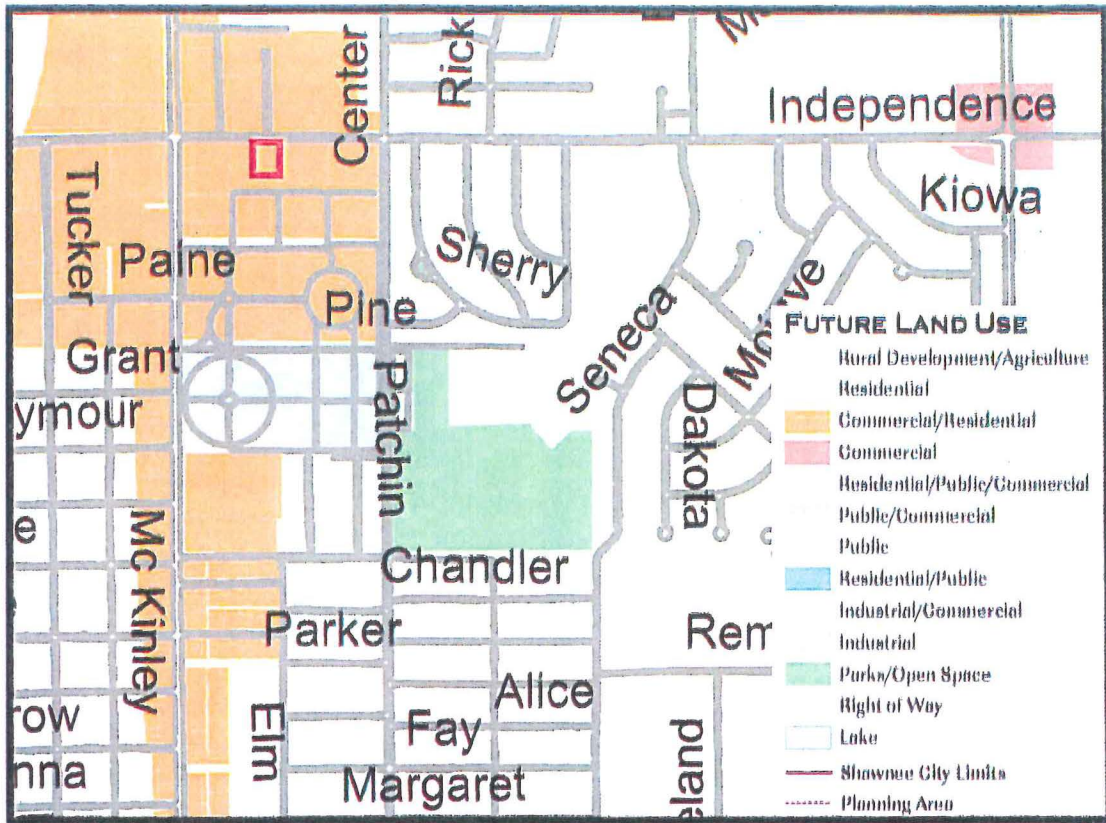 Center
Rick
Independence
Tucker
Kiowa
Paine
Sherry
Pine
Grant
Seneca
ymour
Patchin
Dakota
e
Mc Kinley
Chandler
Parker
Rem
row
Elm
Alice
Fay
nna
Margaret
eland
FUTURE LAND USE
Rural Development/Agriculture
Residential
Commercial/Residential
Commercial
Residential/Public/Commercial
Public/Commercial
Public
Residential/Public
Industrial/Commercial
Industrial
Parks/Open Space
Right of Way
Lake
Shawnee City Limits
Planning Area